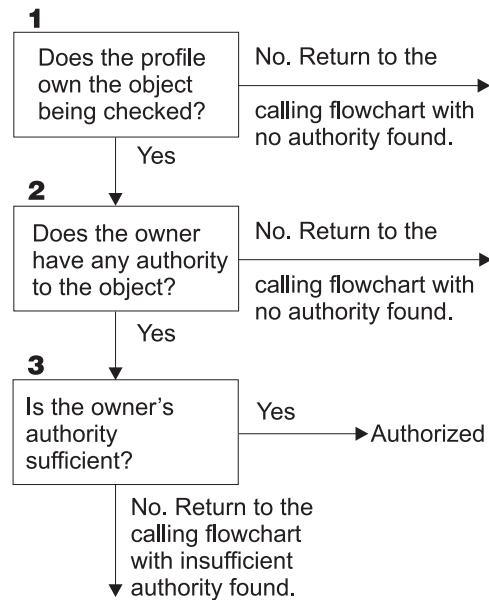 1
Does the profile
own the object
being checked?
No. Return to the
calling flowchart with
no authority found.
Yes
2
Does the owner
have any authority
to the object?
No. Return to the
calling flowchart with
no authority found.
Yes
3
Is the owner's
authority
sufficient?
Yes
Authorized
No. Return to the
calling flowchart
with insufficient
authority found.